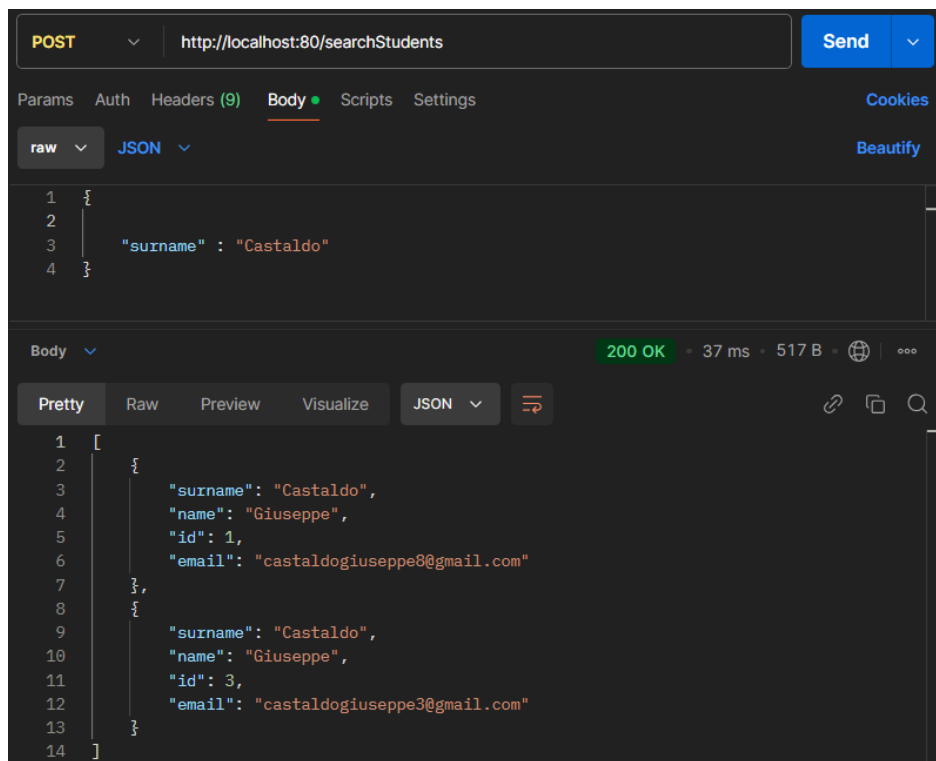 POST http://localhost:80/searchStudents Send
Params Auth Headers (9) Body Scripts Settings Cookies
raw JSON Beautify
1 {
2
3 "surname" : "Castaldo"
4 }
Body 200 OK • 37 ms • 517 B
Pretty Raw Preview Visualize JSON
1 [
2 {
3 "surname": "Castaldo",
4 "name": "Giuseppe",
5 "id": 1,
6 "email": "castaldogiuseppe8@gmail.com"
7 },
8 {
9 "surname": "Castaldo",
10 "name": "Giuseppe",
11 "id": 3,
12 "email": "castaldogiuseppe3@gmail.com"
13 }
14 ]